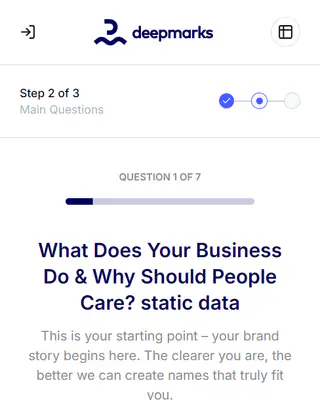 deepmarks
Step 2 of 3
Main Questions
QUESTION 1 OF 7
What Does Your Business
Do & Why Should People
Care? static data
This is your starting point – your brand
story begins here. The clearer you are, the
better we can create names that truly fit
you.